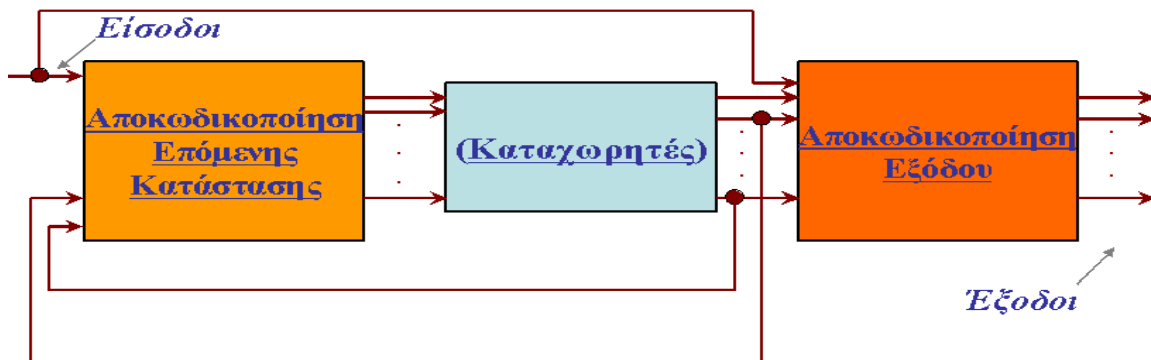 Είσοδοι
Αποκωδικοποίηση
Επόμενης
Κατάστασης
(Καταχωρητές)
Αποκωδικοποίηση
Εξόδου
Έξοδοι